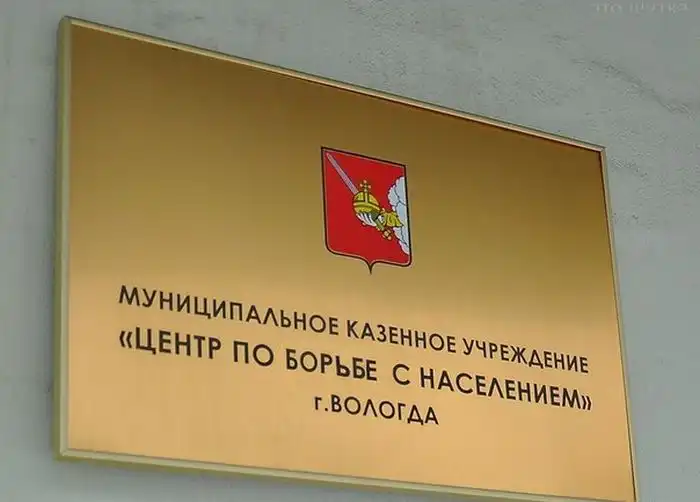 МУНИЦИПАЛЬНОЕ КАЗЕННОЕ УЧРЕЖДЕНИЕ
«ЦЕНТР ПО БОРЬБЕ С НАСЕЛЕНИЕМ»
г.ВОЛОГДА